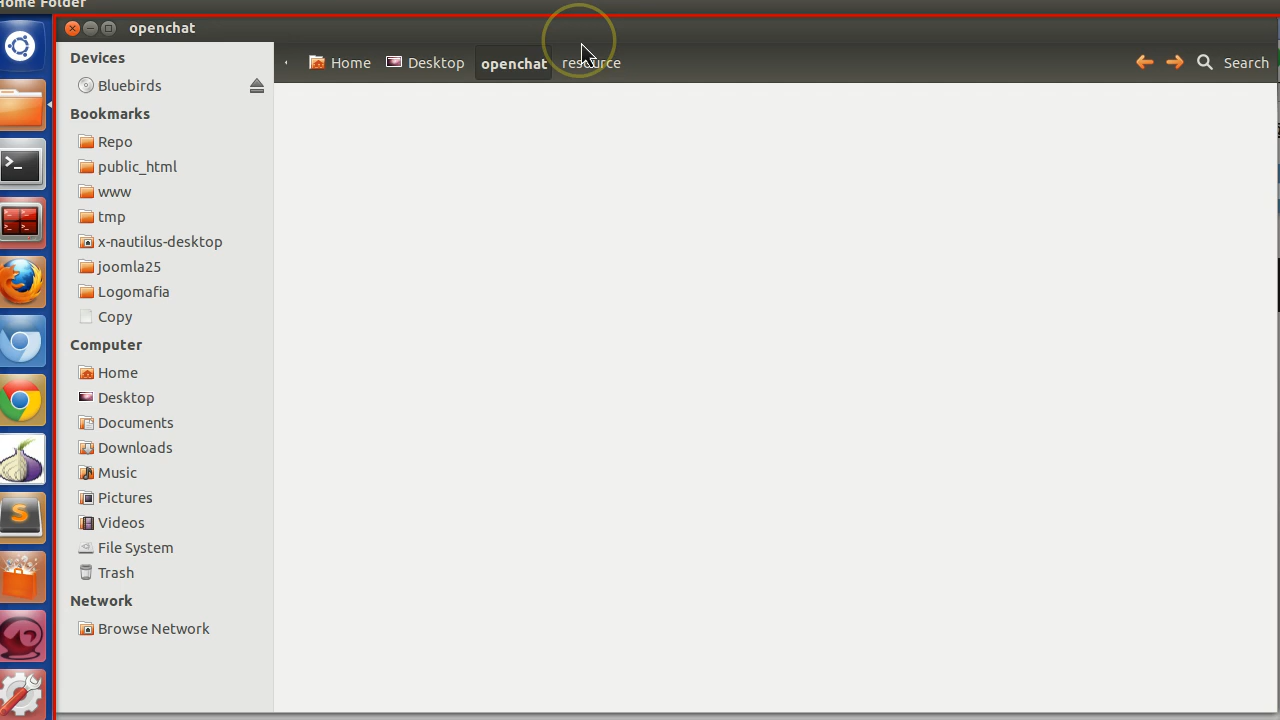 Home Folder
openchat
Home Desktop openchat resource Search
Devices
Bluebirds
Bookmarks
Repo
public_html
www
tmp
x-nautilus-desktop
joomla25
Logomafia
Copy
Computer
Home
Desktop
Documents
Downloads
Music
Pictures
Videos
File System
Trash
Network
Browse Network